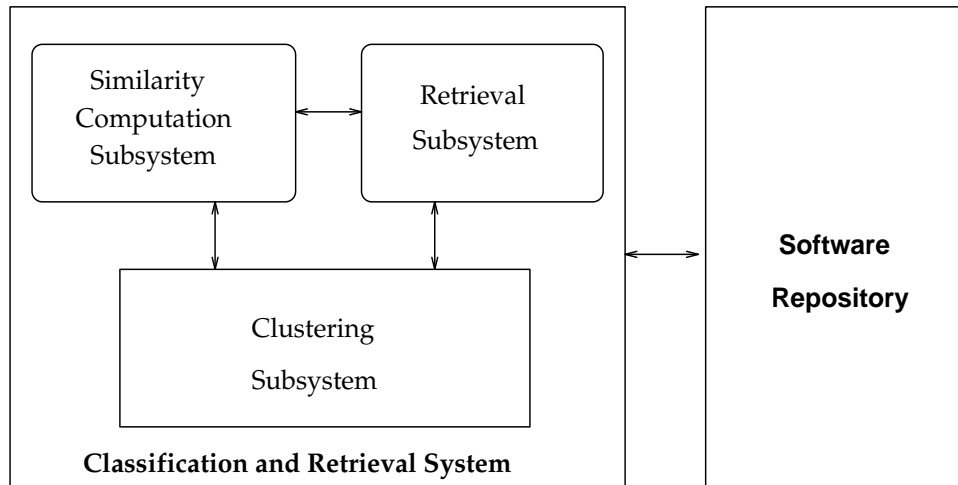 Similarity
Computation
Subsystem
Retrieval
Subsystem
Clustering
Subsystem
Classification and Retrieval System
Software
Repository